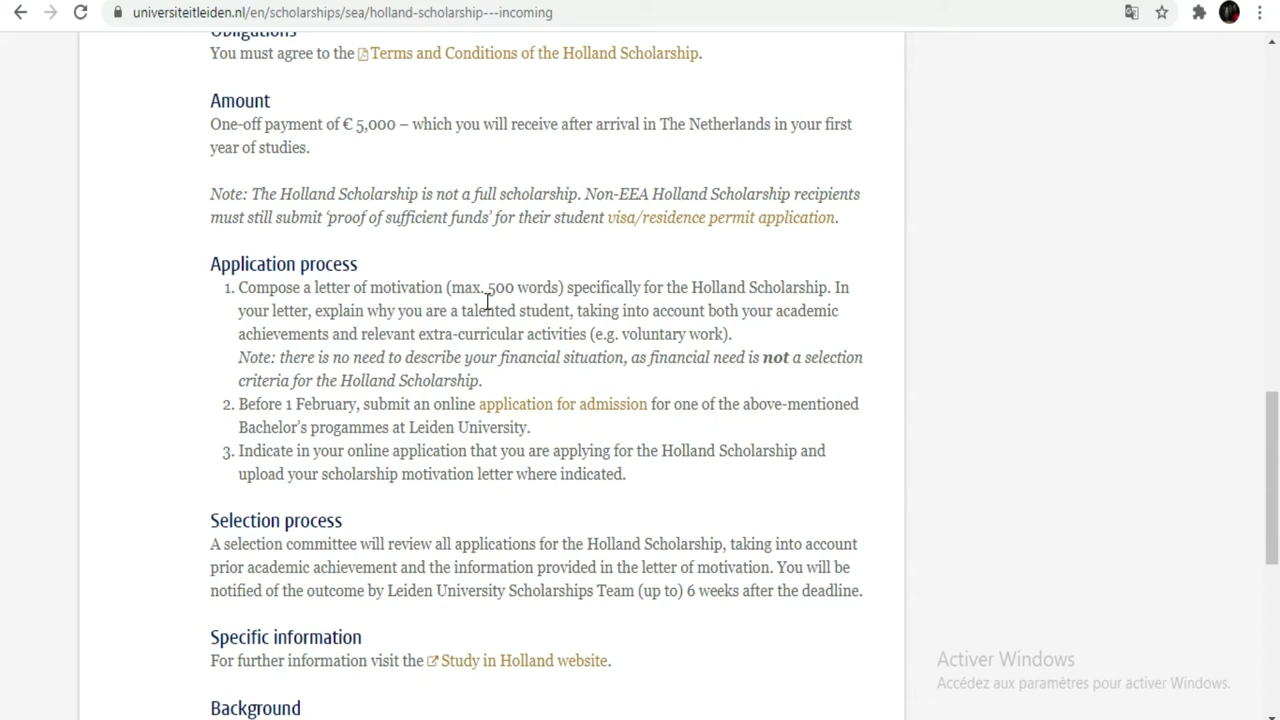 universiteitleiden.nl/en/scholarships/sea/holland-scholarship---incoming
Obligations
You must agree to the Terms and Conditions of the Holland Scholarship.
Amount
One-off payment of € 5,000 – which you will receive after arrival in The Netherlands in your first
year of studies.
Note: The Holland Scholarship is not a full scholarship. Non-EEA Holland Scholarship recipients
must still submit ‘proof of sufficient funds’ for their student visa/residence permit application.
Application process
1. Compose a letter of motivation (max. 500 words) specifically for the Holland Scholarship. In
your letter, explain why you are a talented student, taking into account both your academic
achievements and relevant extra-curricular activities (e.g. voluntary work).
Note: there is no need to describe your financial situation, as financial need is not a selection
criteria for the Holland Scholarship.
2. Before 1 February, submit an online application for admission for one of the above-mentioned
Bachelor's progammes at Leiden University.
3. Indicate in your online application that you are applying for the Holland Scholarship and
upload your scholarship motivation letter where indicated.
Selection process
A selection committee will review all applications for the Holland Scholarship, taking into account
prior academic achievement and the information provided in the letter of motivation. You will be
notified of the outcome by Leiden University Scholarships Team (up to) 6 weeks after the deadline.
Specific information
For further information visit the Study in Holland website.
Activer Windows
Accédez aux paramètres pour activer Windows.
Background